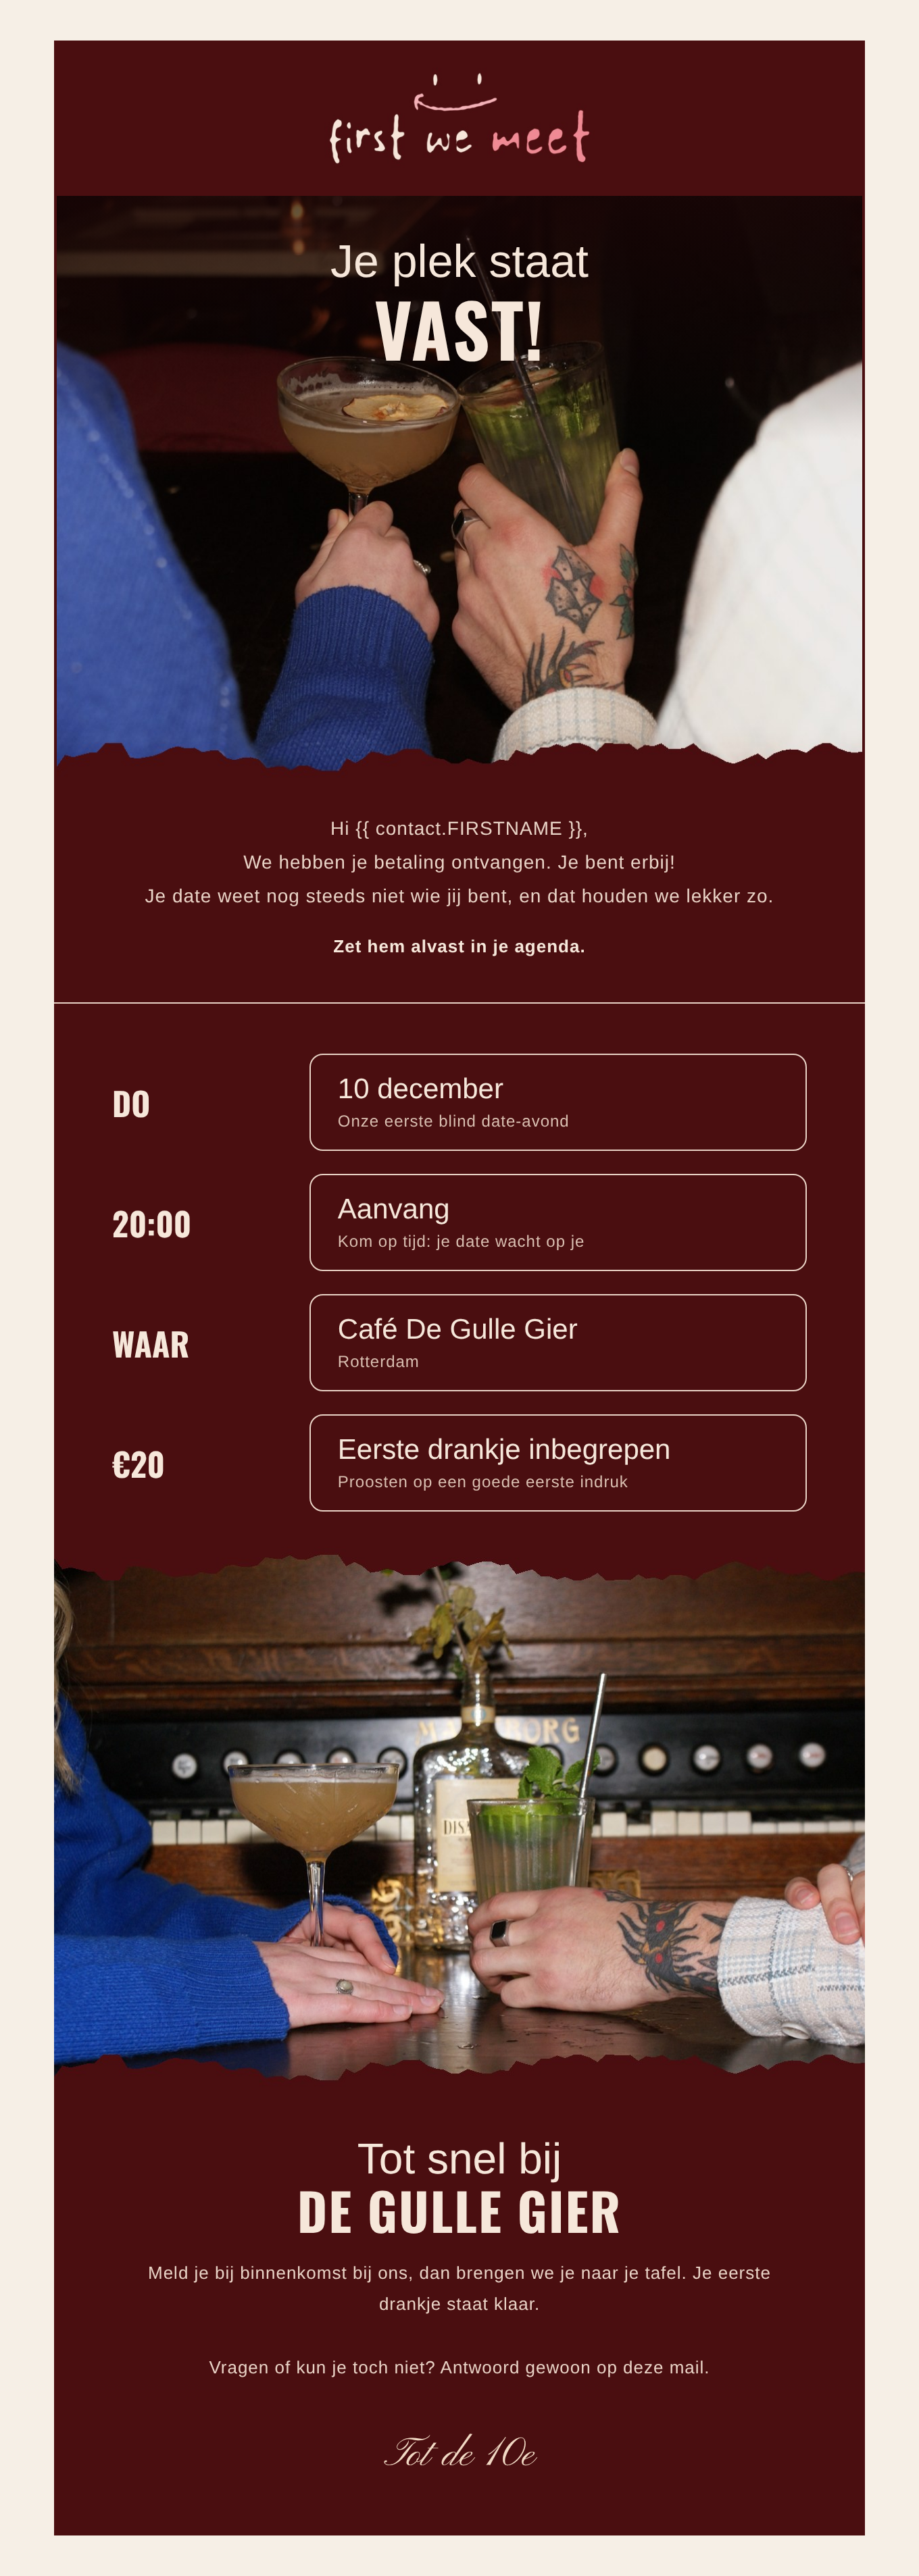 first we meet
Je plek staat
VAST!
Hi {{ contact.FIRSTNAME }},
We hebben je betaling ontvangen. Je bent erbij!
Je date weet nog steeds niet wie jij bent, en dat houden we lekker zo.
Zet hem alvast in je agenda.
DO
10 december
Onze eerste blind date-avond
20:00
Aanvang
Kom op tijd: je date wacht op je
WAAR
Café De Gulle Gier
Rotterdam
€20
Eerste drankje inbegrepen
Proosten op een goede eerste indruk
Tot snel bij
DE GULLE GIER
Meld je bij binnenkomst bij ons, dan brengen we je naar je tafel. Je eerste
drankje staat klaar.
Vragen of kun je toch niet? Antwoord gewoon op deze mail.
Tot de 10e